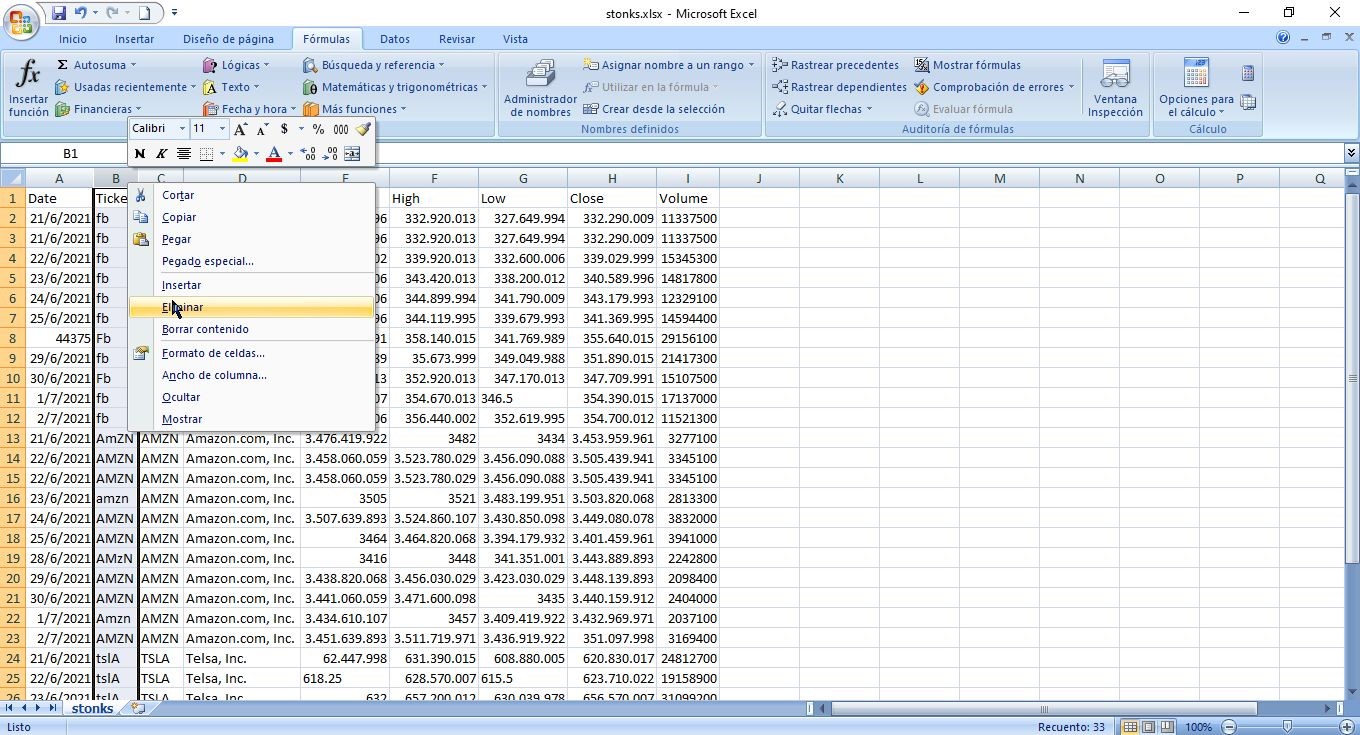 stonks.xlsx - Microsoft Excel
Inicio Insertar Diseño de página Fórmulas Datos Revisar Vista
fx Insertar función
Σ Autosuma Lógicas Búsqueda y referencia
Usadas recientemente Texto Matemáticas y trigonométricas
Financieras Fecha y hora Más funciones
Administrador de nombres
Asignar nombre a un rango
Utilizar en la fórmula
Crear desde la selección
Nombres definidos
Rastrear precedentes Mostrar fórmulas
Rastrear dependientes Comprobación de errores
Quitar flechas Evaluar fórmula
Auditoría de fórmulas
Ventana Inspección
Opciones para el cálculo
Cálculo
Calibri 11 A A $ % 000
N K A
B1
A B C D E F G H I J K L M N O P Q
1 Date Ticke High Low Close Volume
2 21/6/2021 fb 96 332.920.013 327.649.994 332.290.009 11337500
3 21/6/2021 fb 96 332.920.013 327.649.994 332.290.009 11337500
4 22/6/2021 fb 02 339.920.013 332.600.006 339.029.999 15345300
5 23/6/2021 fb 06 343.420.013 338.200.012 340.589.996 14817800
6 24/6/2021 fb 06 344.899.994 341.790.009 343.179.993 12329100
7 25/6/2021 fb 96 344.119.995 339.679.993 341.369.995 14594400
8 44375 Fb 91 358.140.015 341.769.989 355.640.015 29156100
9 29/6/2021 fb 89 35.673.999 349.049.988 351.890.015 21417300
10 30/6/2021 Fb 13 352.920.013 347.170.013 347.709.991 15107500
11 1/7/2021 fb 07 354.670.013 346.5 354.390.015 17137000
12 2/7/2021 fb 06 356.440.002 352.619.995 354.700.012 11521300
Cortar
Copiar
Pegar
Pegado especial...
Insertar
Eliminar
Borrar contenido
Formato de celdas...
Ancho de columna...
Ocultar
Mostrar
13 21/6/2021 AmZN AMZN Amazon.com, Inc. 3.476.419.922 3482 3434 3.453.959.961 3277100
14 22/6/2021 AMZN AMZN Amazon.com, Inc. 3.458.060.059 3.523.780.029 3.456.090.088 3.505.439.941 3345100
15 22/6/2021 AMZN AMZN Amazon.com, Inc. 3.458.060.059 3.523.780.029 3.456.090.088 3.505.439.941 3345100
16 23/6/2021 amzn AMZN Amazon.com, Inc. 3505 3521 3.483.199.951 3.503.820.068 2813300
17 24/6/2021 AMZN AMZN Amazon.com, Inc. 3.507.639.893 3.524.860.107 3.430.850.098 3.449.080.078 3832000
18 25/6/2021 AMZN AMZN Amazon.com, Inc. 3464 3.464.820.068 3.394.179.932 3.401.459.961 3941000
19 28/6/2021 AMzN AMZN Amazon.com, Inc. 3416 3448 341.351.001 3.443.889.893 2242800
20 29/6/2021 AMZN AMZN Amazon.com, Inc. 3.438.820.068 3.456.030.029 3.423.030.029 3.448.139.893 2098400
21 30/6/2021 AMZN AMZN Amazon.com, Inc. 3.441.060.059 3.471.600.098 3435 3.440.159.912 2404000
22 1/7/2021 Amzn AMZN Amazon.com, Inc. 3.434.610.107 3457 3.409.419.922 3.432.969.971 2037100
23 2/7/2021 AMZN AMZN Amazon.com, Inc. 3.451.639.893 3.511.719.971 3.436.919.922 351.097.998 3169400
24 21/6/2021 tslA TSLA Telsa, Inc. 62.447.998 631.390.015 608.880.005 620.830.017 24812700
25 22/6/2021 tslA TSLA Telsa, Inc. 618.25 628.570.007 615.5 623.710.022 19158900
26 23/6/2021 tslA TSLA Telsa, Inc. 632 657.200.012 630.039.978 656.570.007 31099200
stonks
Listo Recuento: 33 100%